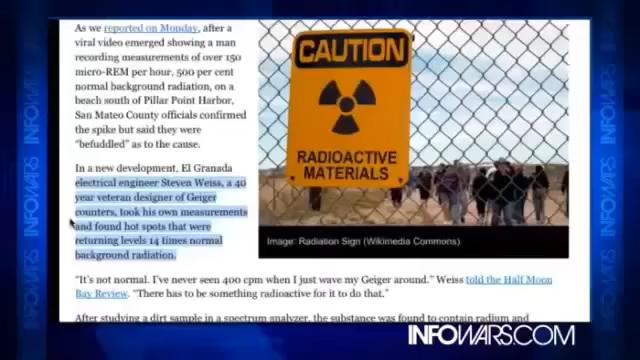 As we reported on Monday, after a
viral video emerged showing a man
recording measurements of over 150
micro-REM per hour, 500 per cent
normal background radiation, on a
beach south of Pillar Point Harbor,
San Mateo County officials confirmed
the spike but said they were
"befuddled" as to the cause.
In a new development, El Granada
electrical engineer Steven Weiss, a 40
year veteran designer of Geiger
counters, took his own measurements
and found hot spots that were
returning levels 14 times normal
background radiation.
CAUTION
RADIOACTIVE
MATERIALS
Image: Radiation Sign (Wikimedia Commons)
"It's not normal. I've never seen 400 cpm when I just wave my Geiger around." Weiss told the Half Moon
Bay Review. "There has to be something radioactive for it to do that."
After studying a dirt sample in a spectrum analyzer, the substance was found to contain radium and
INFOWARS.COM
INFOWARS
INFOWARS
INFOWARS
INFOWARS